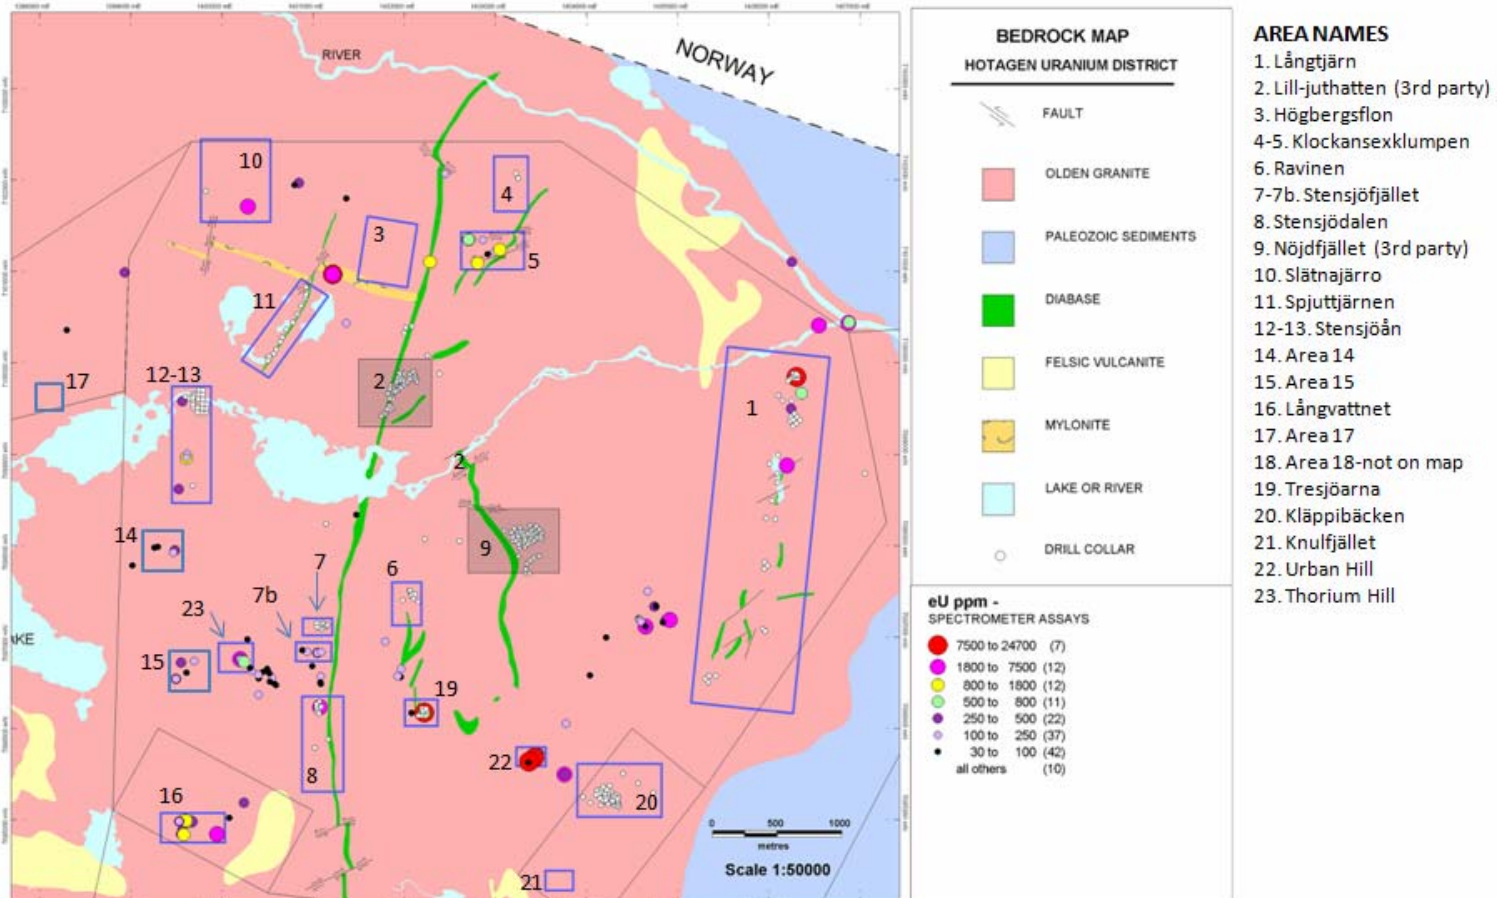 RIVER
NORWAY
10
4
3
5
11
17
12-13
2
1
2
14
9
7
6
7b
23
15
19
22
8
20
16
21
0 500 1000
metres
Scale 1:50000
BEDROCK MAP
HOTAGEN URANIUM DISTRICT
FAULT
OLDEN GRANITE
PALEOZOIC SEDIMENTS
DIABASE
FELSIC VULCANITE
MYLONITE
LAKE OR RIVER
DRILL COLLAR
eU ppm -
SPECTROMETER ASSAYS
7500 to 24700 (7)
1800 to 7500 (12)
800 to 1800 (12)
500 to 800 (11)
250 to 500 (22)
100 to 250 (37)
30 to 100 (42)
all others (10)
AREA NAMES
1. Långtjärn
2. Lill-juthatten (3rd party)
3. Högbergsflon
4-5. Klockansexklumpen
6. Ravinen
7-7b. Stensjöfjället
8. Stensjödalen
9. Nöjdfjället (3rd party)
10. Slätnajärro
11. Spjuttjärnen
12-13. Stensjöån
14. Area 14
15. Area 15
16. Långvattnet
17. Area 17
18. Area 18-not on map
19. Tresjöarna
20. Kläppibäcken
21. Knulfjället
22. Urban Hill
23. Thorium Hill